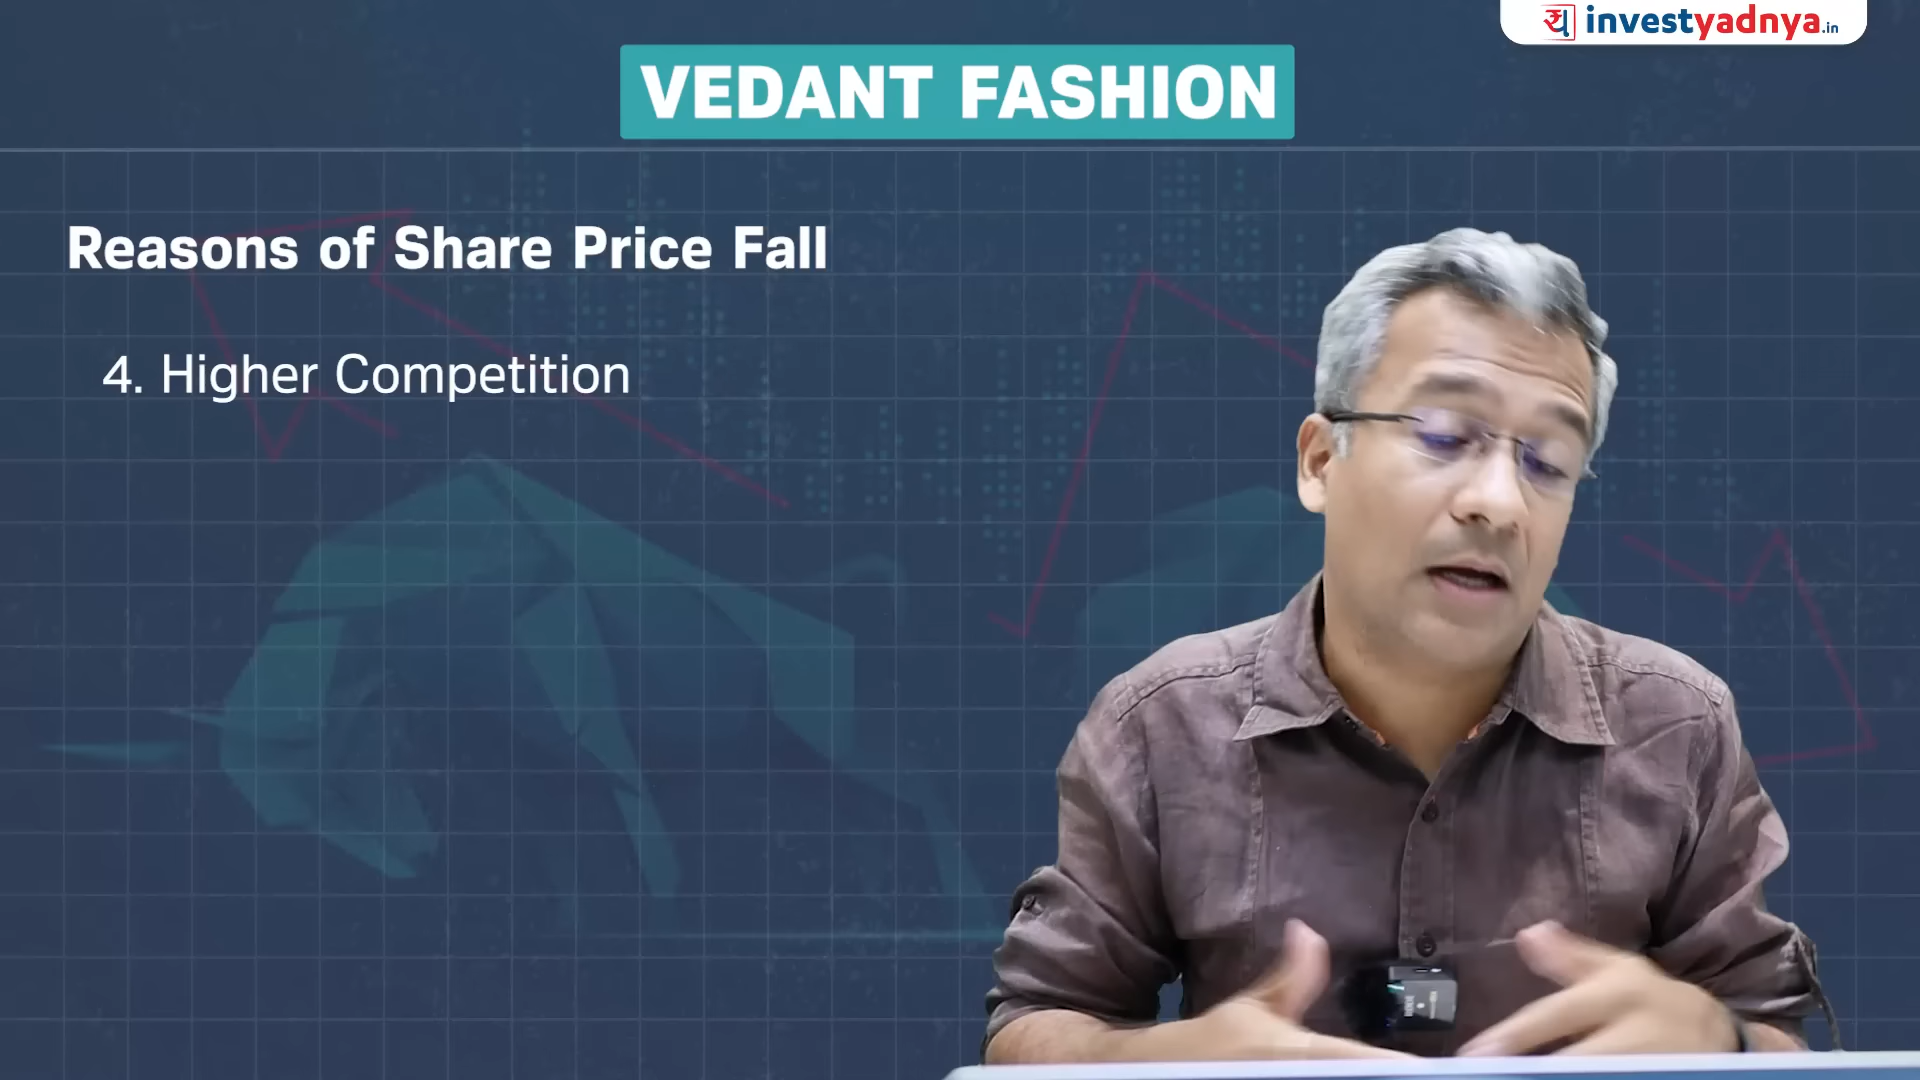 य investyadnya.in
VEDANT FASHION
Reasons of Share Price Fall
4. Higher Competition